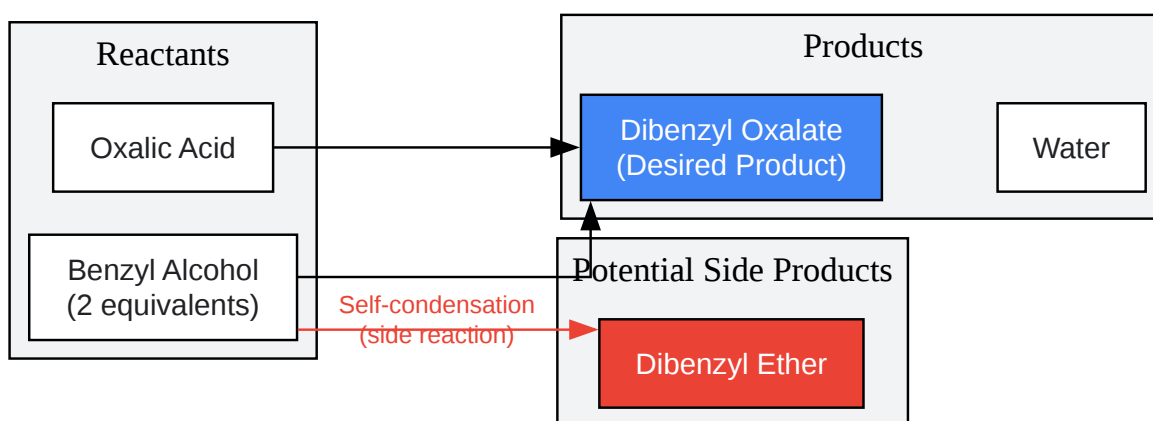 Reactants
Oxalic Acid
Benzyl Alcohol
(2 equivalents)
Products
Dibenzyl Oxalate
(Desired Product)
Water
Self-condensation
(side reaction)
Potential Side Products
Dibenzyl Ether